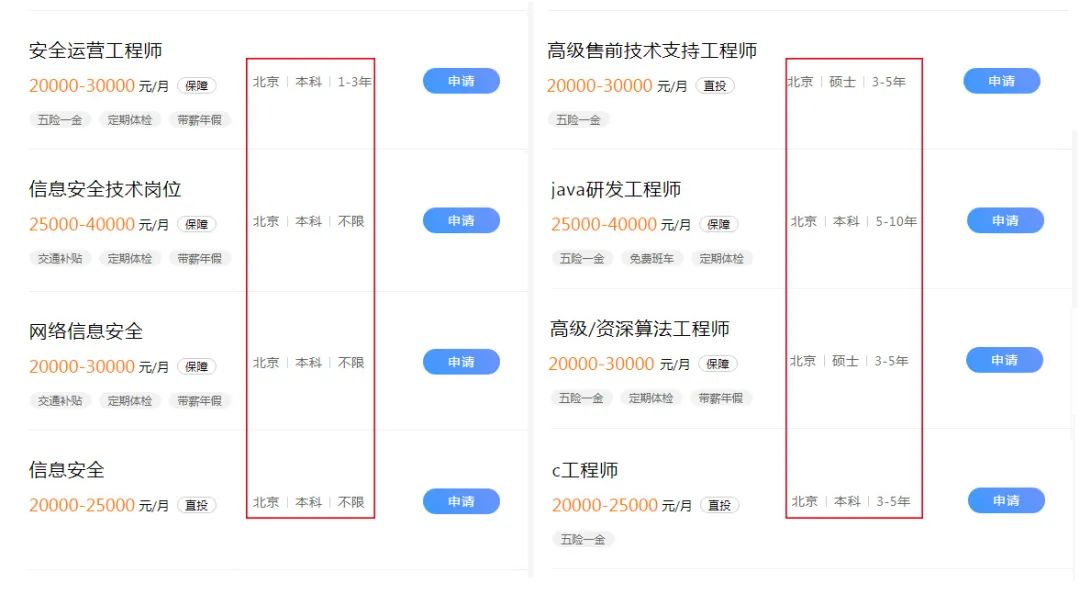 安全运营工程师
20000-30000 元/月 保障 北京 | 本科 | 1-3年 申请
五险一金 定期体检 带薪年假
信息安全技术岗位
25000-40000 元/月 保障 北京 | 本科 | 不限 申请
交通补贴 定期体检 带薪年假
网络信息安全
20000-30000 元/月 保障 北京 | 本科 | 不限 申请
交通补贴 定期体检 带薪年假
信息安全
20000-25000 元/月 直投 北京 | 本科 | 不限 申请
高级售前技术支持工程师
20000-30000 元/月 直投 北京 | 硕士 | 3-5年 申请
五险一金
java研发工程师
25000-40000 元/月 保障 北京 | 本科 | 5-10年 申请
五险一金 免费班车 定期体检
高级/资深算法工程师
20000-30000 元/月 保障 北京 | 硕士 | 3-5年 申请
五险一金 定期体检 带薪年假
c工程师
20000-25000 元/月 直投 北京 | 本科 | 3-5年 申请
五险一金